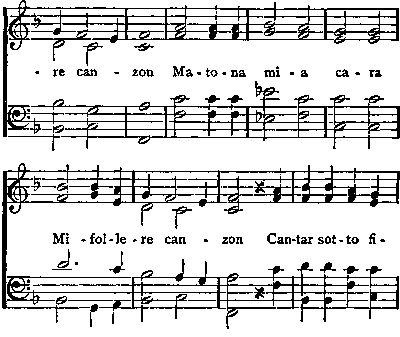 - re can - zon Ma - to - na mi - a ca - ra
Mi - fol - le - re can - zon Can - tar sot - to fi -